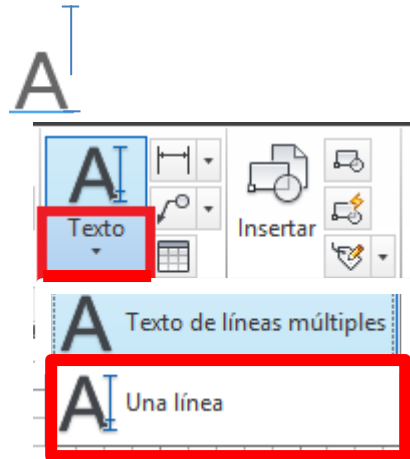 A
A
Texto
Insertar
A Texto de líneas múltiples
A Una línea